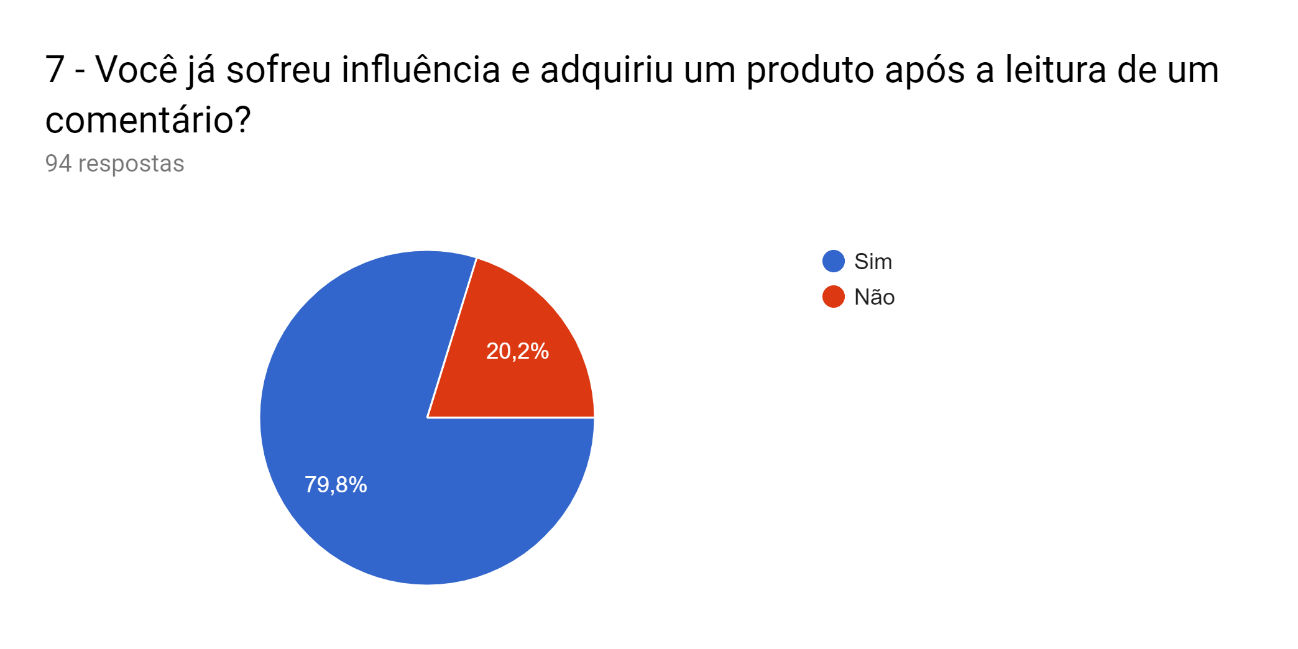 7 - Você já sofreu influência e adquiriu um produto após a leitura de um
comentário?
94 respostas
Sim
Não
20,2%
79,8%